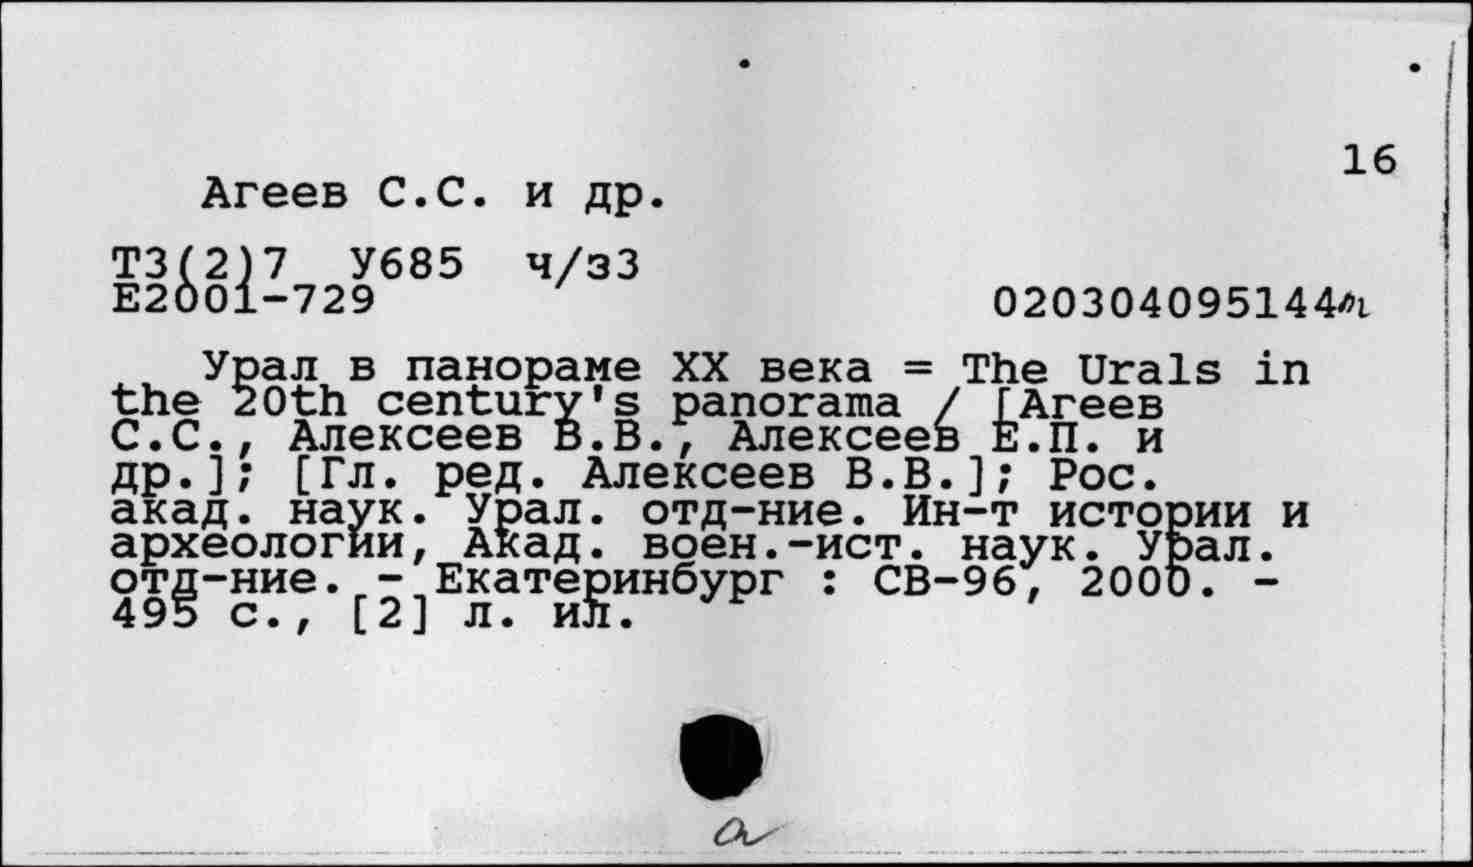 16
Агеев С.С. и др.
Т3(2)7 У685 ч/з3
Е2001-729
020304095144
Урал в панораме XX века = The Urals in
the 20th century's panorama / [Агеев
С.С., Алексеев В.В., Алексеев Е.П. и
др.]; [Гл. ред. Алексеев В.В.]; Рос.
акад. наук. Урал. отд-ние. Ин-т истории и
археологии, Акад. воен.-ист. наук. Урал.
отд-ние. - Екатеринбург : СВ-96, 2000. -
495 с., [2] л. ил.